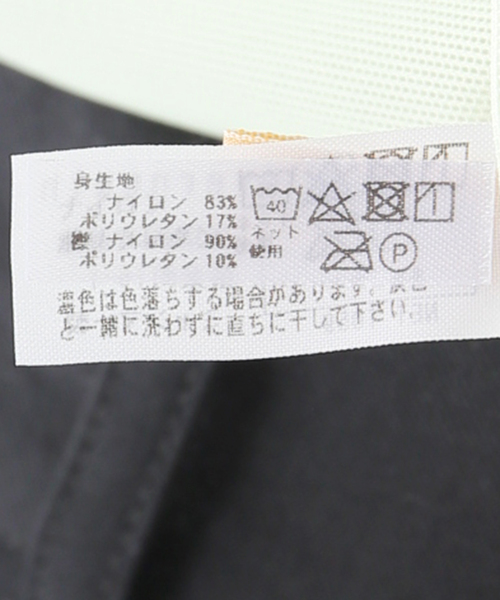 身生地
ナイロン 83%
ポリウレタン 17%
ナイロン 90%
ポリウレタン 10%
40
ネット
使用
P
濃色は色落ちする場合があります。
と一緒に洗わずに直ちに干して下さい。